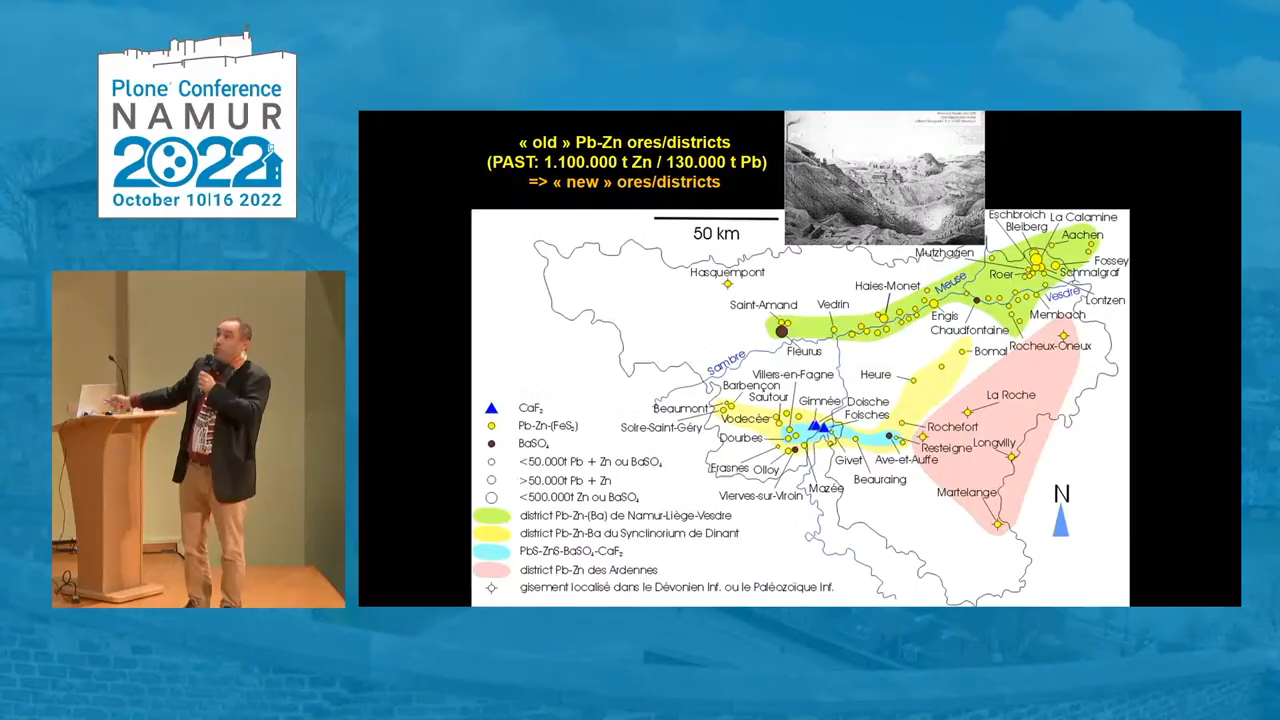 Plone® Conference
NAMUR
2022
October 10|16 2022
« old » Pb-Zn ores/districts
(PAST: 1.100.000 t Zn / 130.000 t Pb)
=> « new » ores/districts
50 km
Eschbroich
La Calamine
Bleiberg
Aachen
Mutzhagen
Fossey
Roer
Schmalgraf
Hasquempont
Meuse
Haies-Monet
Vesdre
Lontzen
Saint-Amand
Vedrin
Engis
Membach
Chaudfontaine
Rocheux-Oneux
Fleurus
Bomal
Sambre
Villers-en-Fagne
Heure
Barbençon
Sautour
Gimnée
Doische
La Roche
Beaumont
Vodecée
Foisches
Solre-Saint-Géry
Rochefort
Dourbes
Resteigne
Longvilly
Givet
Ave-et-Auffe
Frasnes
Olloy
Beauraing
Vierves-sur-Viroin
Mazée
Martelange
N
CaF₂
Pb-Zn-(FeS₂)
BaSO₄
<50.000t Pb + Zn ou BaSO₄
>50.000t Pb + Zn
<500.000t Zn ou BaSO₄
district Pb-Zn-(Ba) de Namur-Liège-Vesdre
district Pb-Zn-Ba du Synclinorium de Dinant
PbS-ZnS-BaSO₄-CaF₂
district Pb-Zn des Ardennes
gisement localisé dans le Dévonien Inf. ou le Paléozoïque Inf.